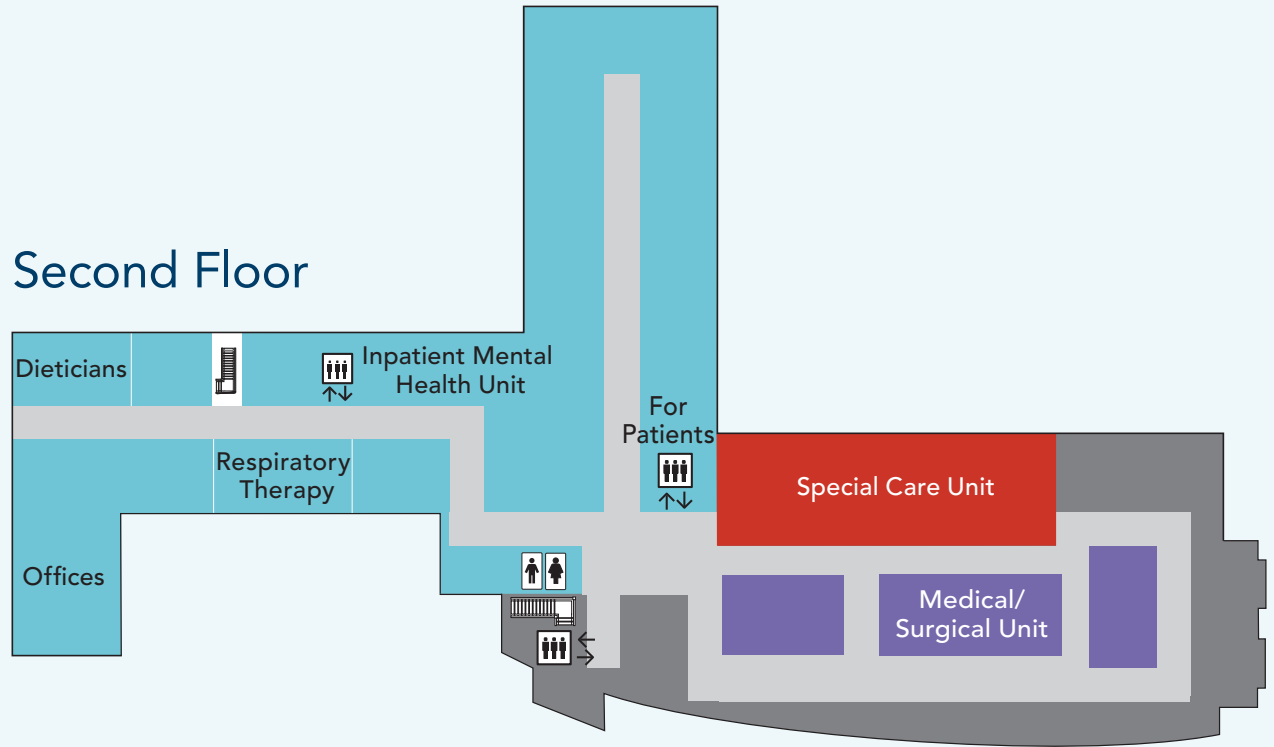 Second Floor
Dieticians
Inpatient Mental
Health Unit
For
Patients
Respiratory
Therapy
Special Care Unit
Offices
Medical/
Surgical Unit